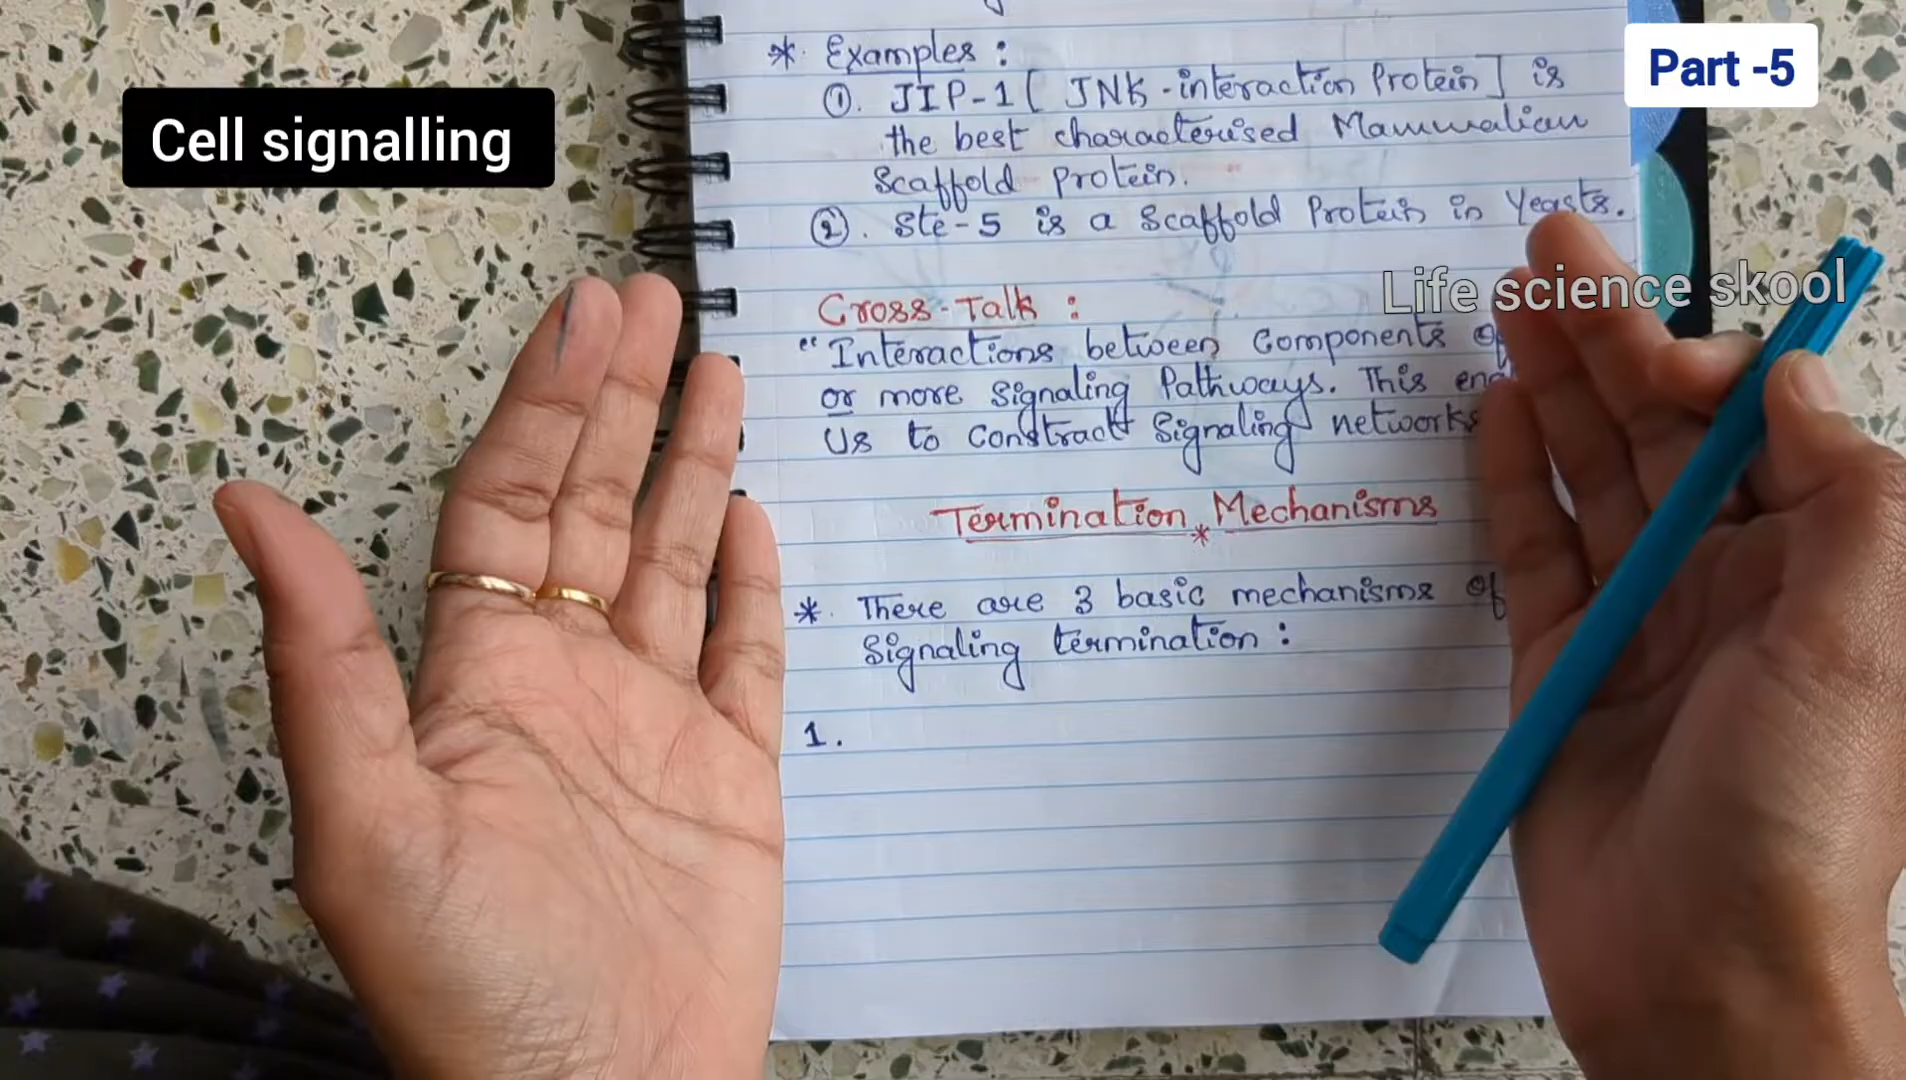 Cell signalling
Part -5
Life science skool
* Examples :
①. JIP-1 [ JNK-interaction Protein] is
the best characterised Mammalian
Scaffold protein.
②. Ste-5 is a Scaffold Protein in Yeasts.
Cross-Talk :
" Interactions between Components
or more Signaling Pathways. This
Us to Constract Signaling networks
Termination Mechanisms
*
*. There are 3 basic mechanisms of
Signaling termination :
1.